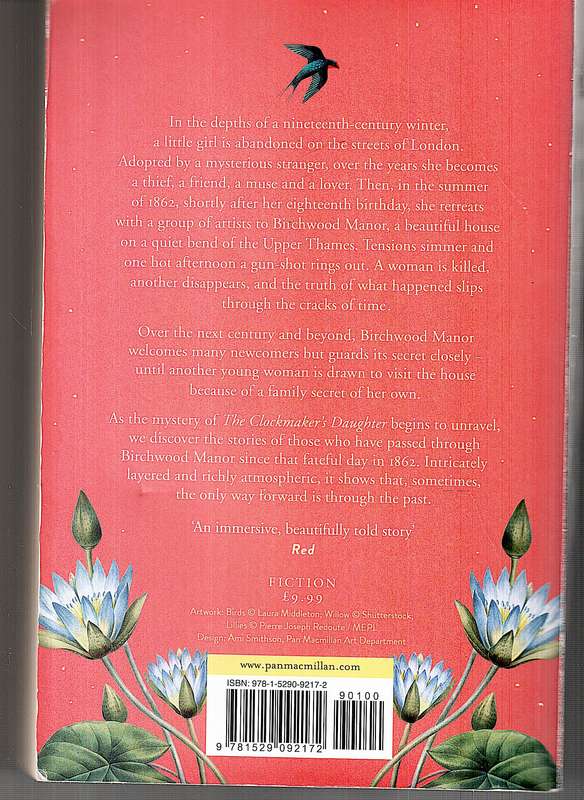 In the depths of a nineteenth-century winter,
a little girl is abandoned on the streets of London.
Adopted by a mysterious stranger, over the years she becomes
a thief, a friend, a muse and a lover. Then, in the summer
of 1862, shortly after her eighteenth birthday, she retreats
with a group of artists to Birchwood Manor, a beautiful house
on a quiet bend of the Upper Thames. Tensions simmer and
one hot afternoon a gun-shot rings out. A woman is killed,
another disappears, and the truth of what happened slips
through the cracks of time.
Over the next century and beyond, Birchwood Manor
welcomes many newcomers but guards its secret closely –
until another young woman is drawn to visit the house
because of a family secret of her own.
As the mystery of The Clockmaker's Daughter begins to unravel,
we discover the stories of those who have passed through
Birchwood Manor since that fateful day in 1862. Intricately
layered and richly atmospheric, it shows that, sometimes,
the only way forward is through the past.
'An immersive, beautifully told story'
Red
FICTION
£9.99
Artwork: Birds © Laura Middleton; Willow © Shutterstock
Lillies © Pierre-Joseph Redoute / MEPL
Design: Ami Smithson, Pan Macmillan Art Department
www.panmacmillan.com
ISBN: 978-1-5290-9217-2
90100
9 781529 092172